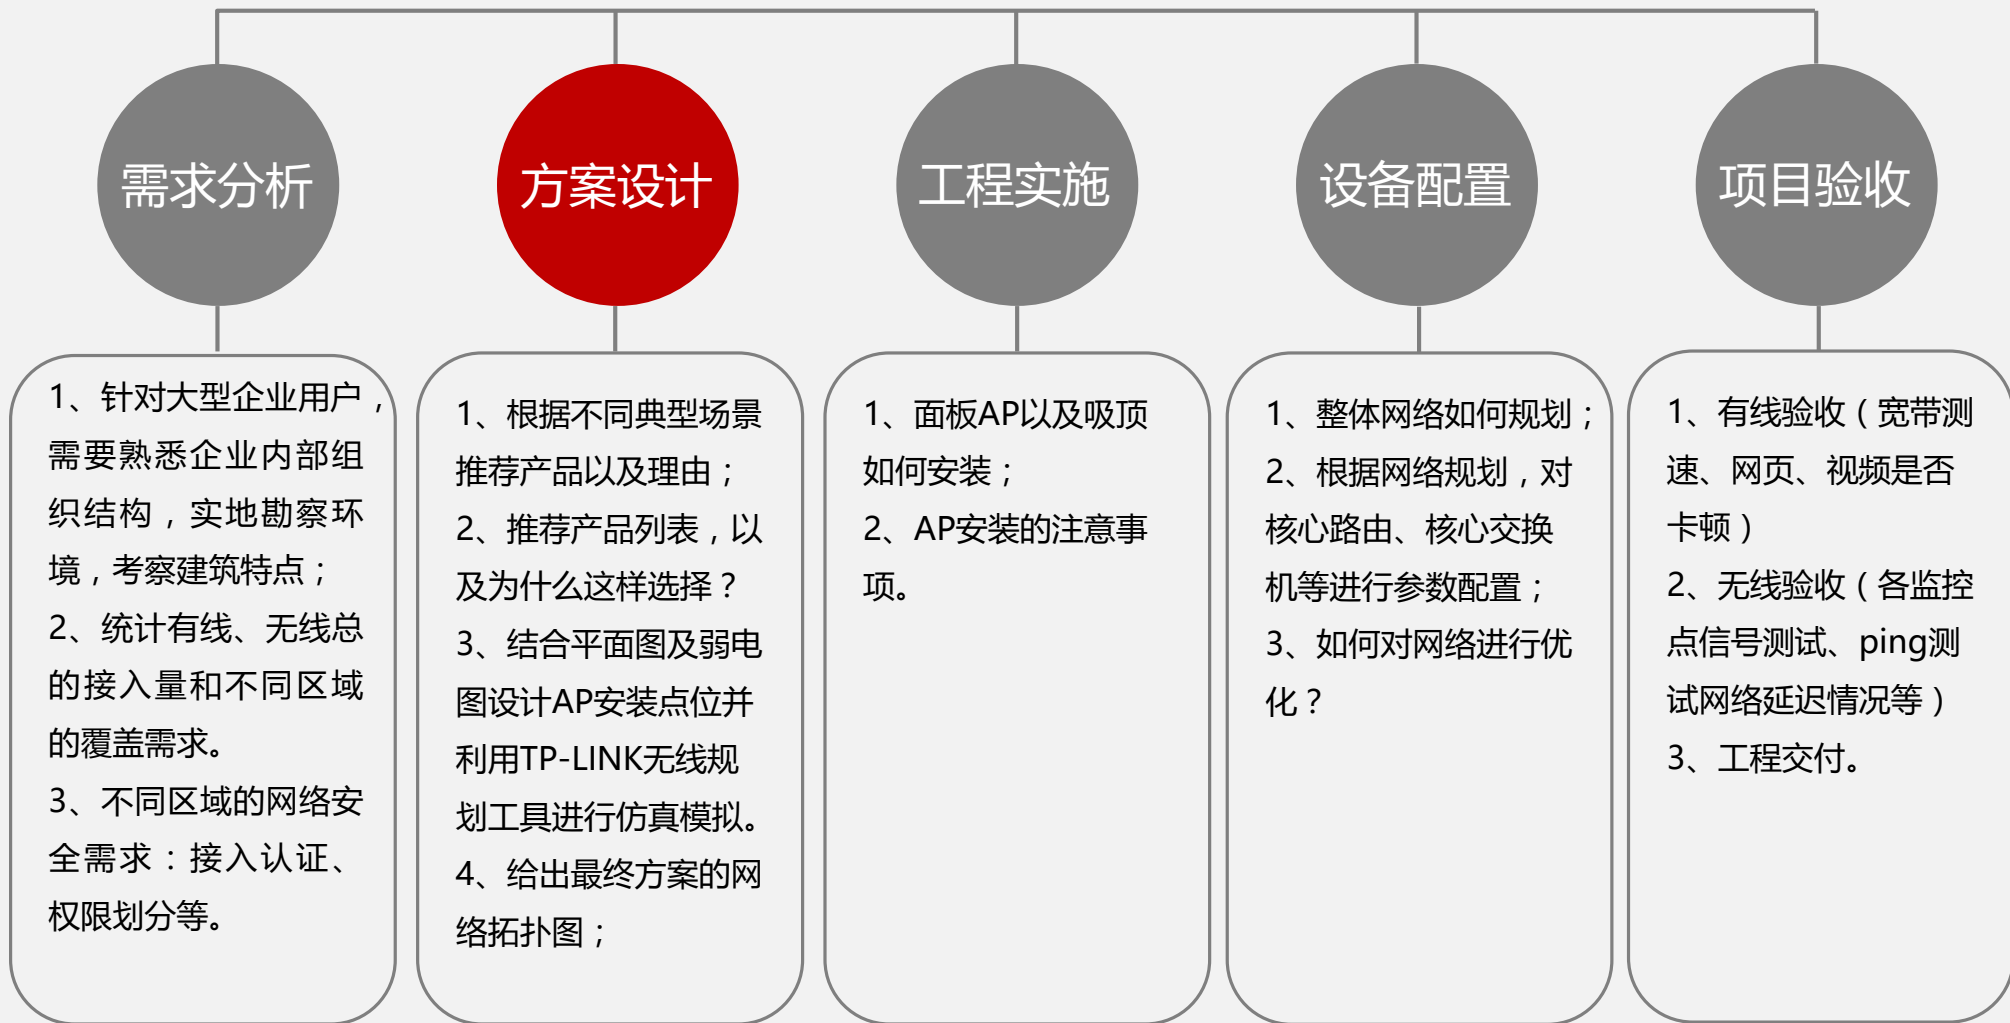 需求分析
方案设计
工程实施
设备配置
项目验收
1、针对大型企业用户，
需要熟悉企业内部组
织结构，实地勘察环
境，考察建筑特点；
2、统计有线、无线总
的接入量和不同区域
的覆盖需求。
3、不同区域的网络安
全需求：接入认证、
权限划分等。
1、根据不同典型场景
推荐产品以及理由；
2、推荐产品列表，以
及为什么这样选择？
3、结合平面图及弱电
图设计AP安装点位并
利用TP-LINK无线规
划工具进行仿真模拟。
4、给出最终方案的网
络拓扑图；
1、面板AP以及吸顶
如何安装；
2、AP安装的注意事
项。
1、整体网络如何规划；
2、根据网络规划，对
核心路由、核心交换
机等进行参数配置；
3、如何对网络进行优
化？
1、有线验收（宽带测
速、网页、视频是否
卡顿）
2、无线验收（各监控
点信号测试、ping测
试网络延迟情况等）
3、工程交付。